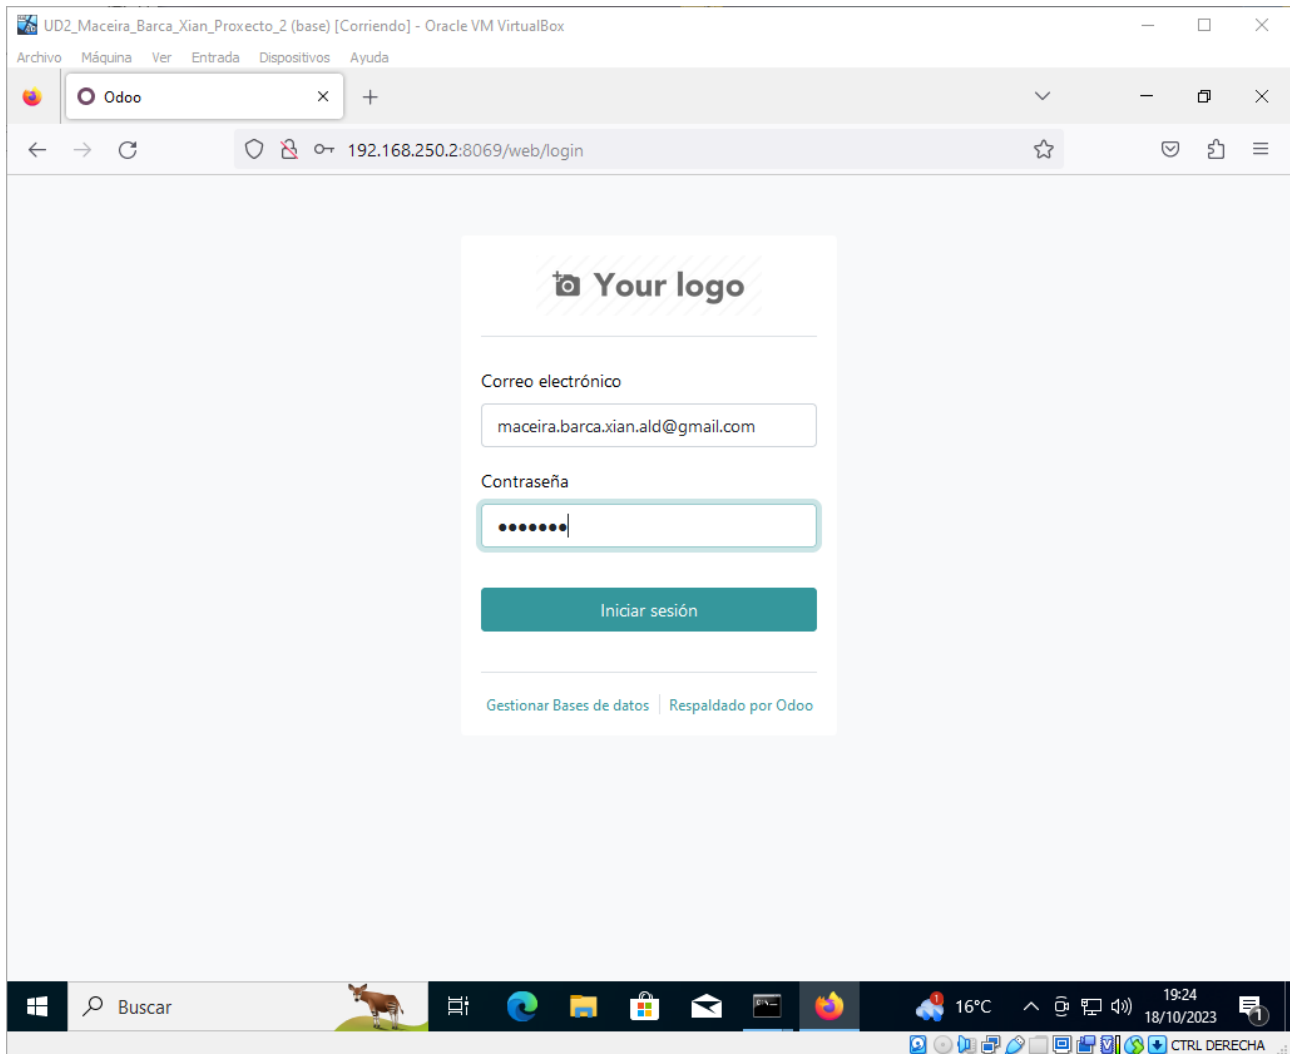 UD2_Maceira_Barca_Xian_Proxecto_2 (base) [Corriendo] - Oracle VM VirtualBox
Archivo Máquina Ver Entrada Dispositivos Ayuda
Odoo
192.168.250.2:8069/web/login
Your logo
Correo electrónico
maceira.barca.xian.ald@gmail.com
Contraseña
•••••••
Iniciar sesión
Gestionar Bases de datos | Respaldado por Odoo
Buscar
1
16°C
19:24
18/10/2023
1
CTRL DERECHA